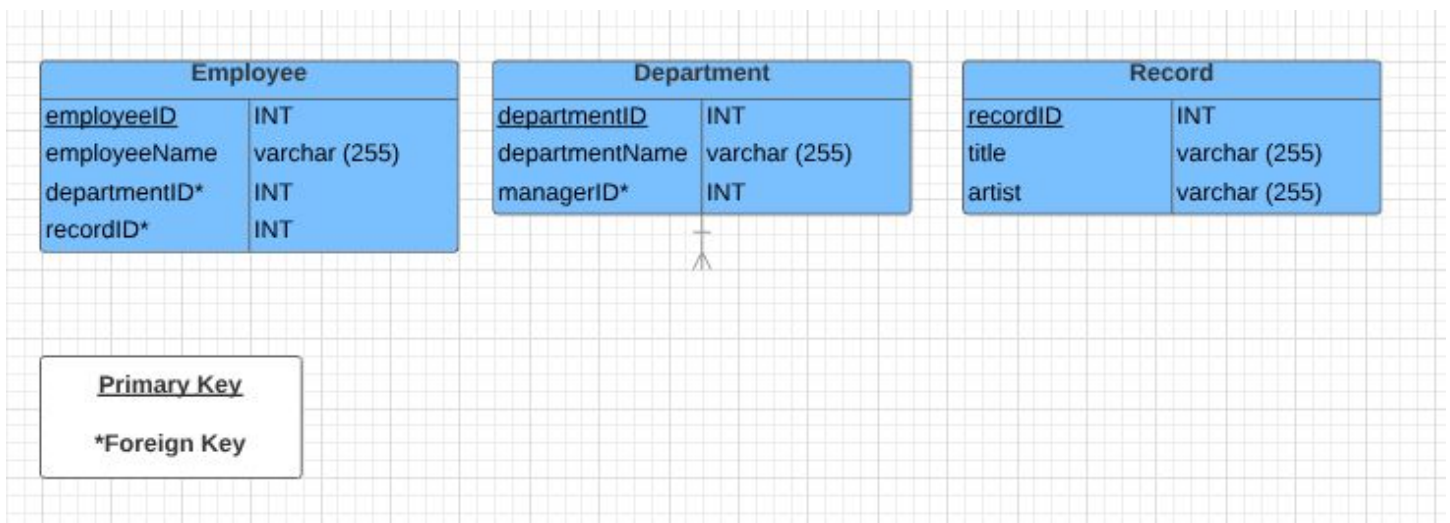 Employee
employeeID INT
employeeName varchar (255)
departmentID* INT
recordID* INT
Department
departmentID INT
departmentName varchar (255)
managerID* INT
Record
recordID INT
title varchar (255)
artist varchar (255)
Primary Key
*Foreign Key